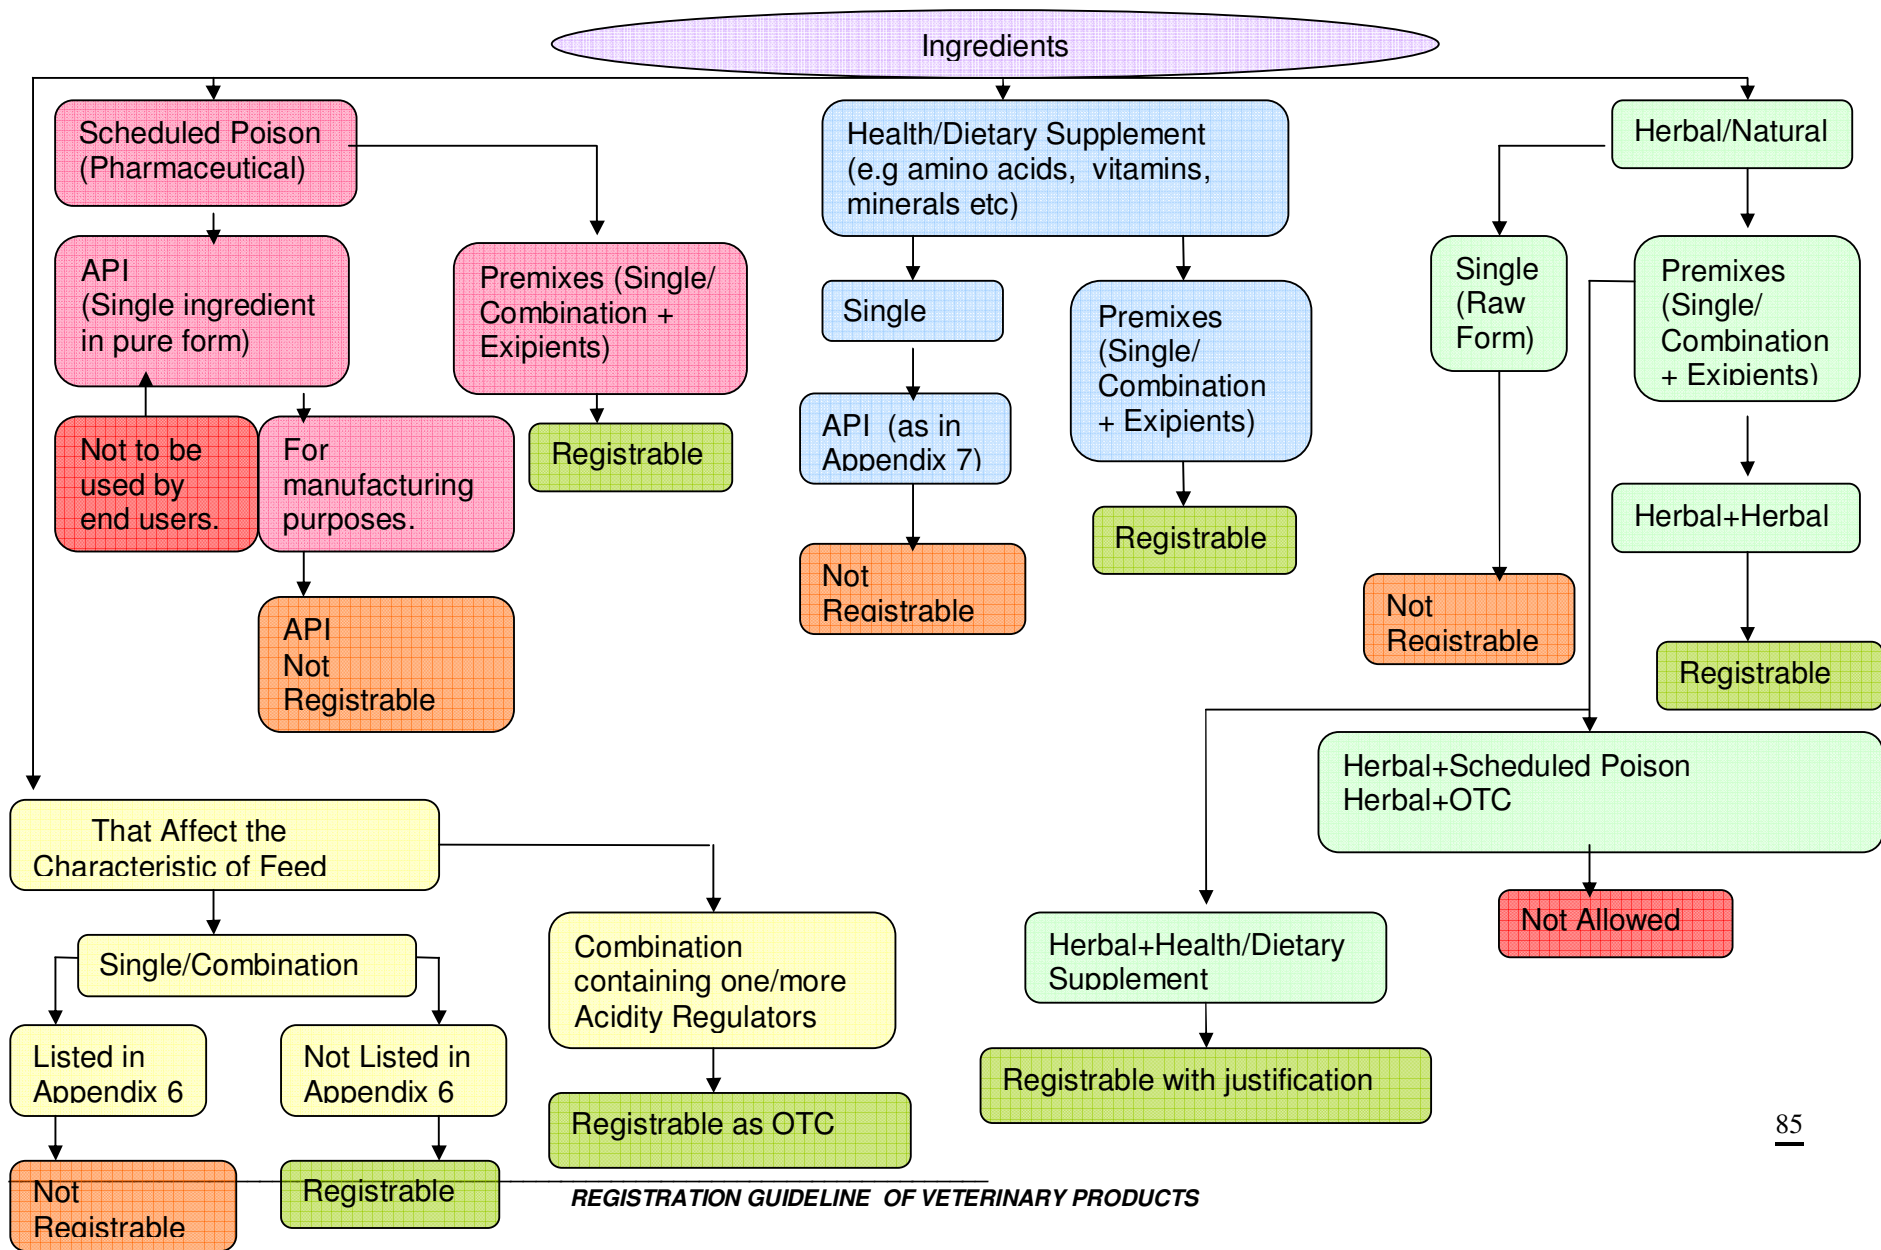 Ingredients
Scheduled Poison
(Pharmaceutical)
Health/Dietary Supplement
(e.g amino acids, vitamins,
minerals etc)
Herbal/Natural
API
(Single ingredient
in pure form)
Premixes (Single/
Combination +
Exipients)
Single
Premixes
(Single/
Combination
+ Exipients)
Single
(Raw
Form)
Premixes
(Single/
Combination
+ Exipients)
Not to be
used by
end users.
For
manufacturing
purposes.
Registrable
API (as in
Appendix 7)
Registrable
Herbal+Herbal
API
Not
Registrable
Not
Registrable
Not
Registrable
Registrable
Herbal+Scheduled Poison
Herbal+OTC
Not Allowed
That Affect the
Characteristic of Feed
Single/Combination
Combination
containing one/more
Acidity Regulators
Herbal+Health/Dietary
Supplement
Listed in
Appendix 6
Not Listed in
Appendix 6
Registrable as OTC
Registrable with justification
Not
Registrable
Registrable
85
REGISTRATION GUIDELINE OF VETERINARY PRODUCTS